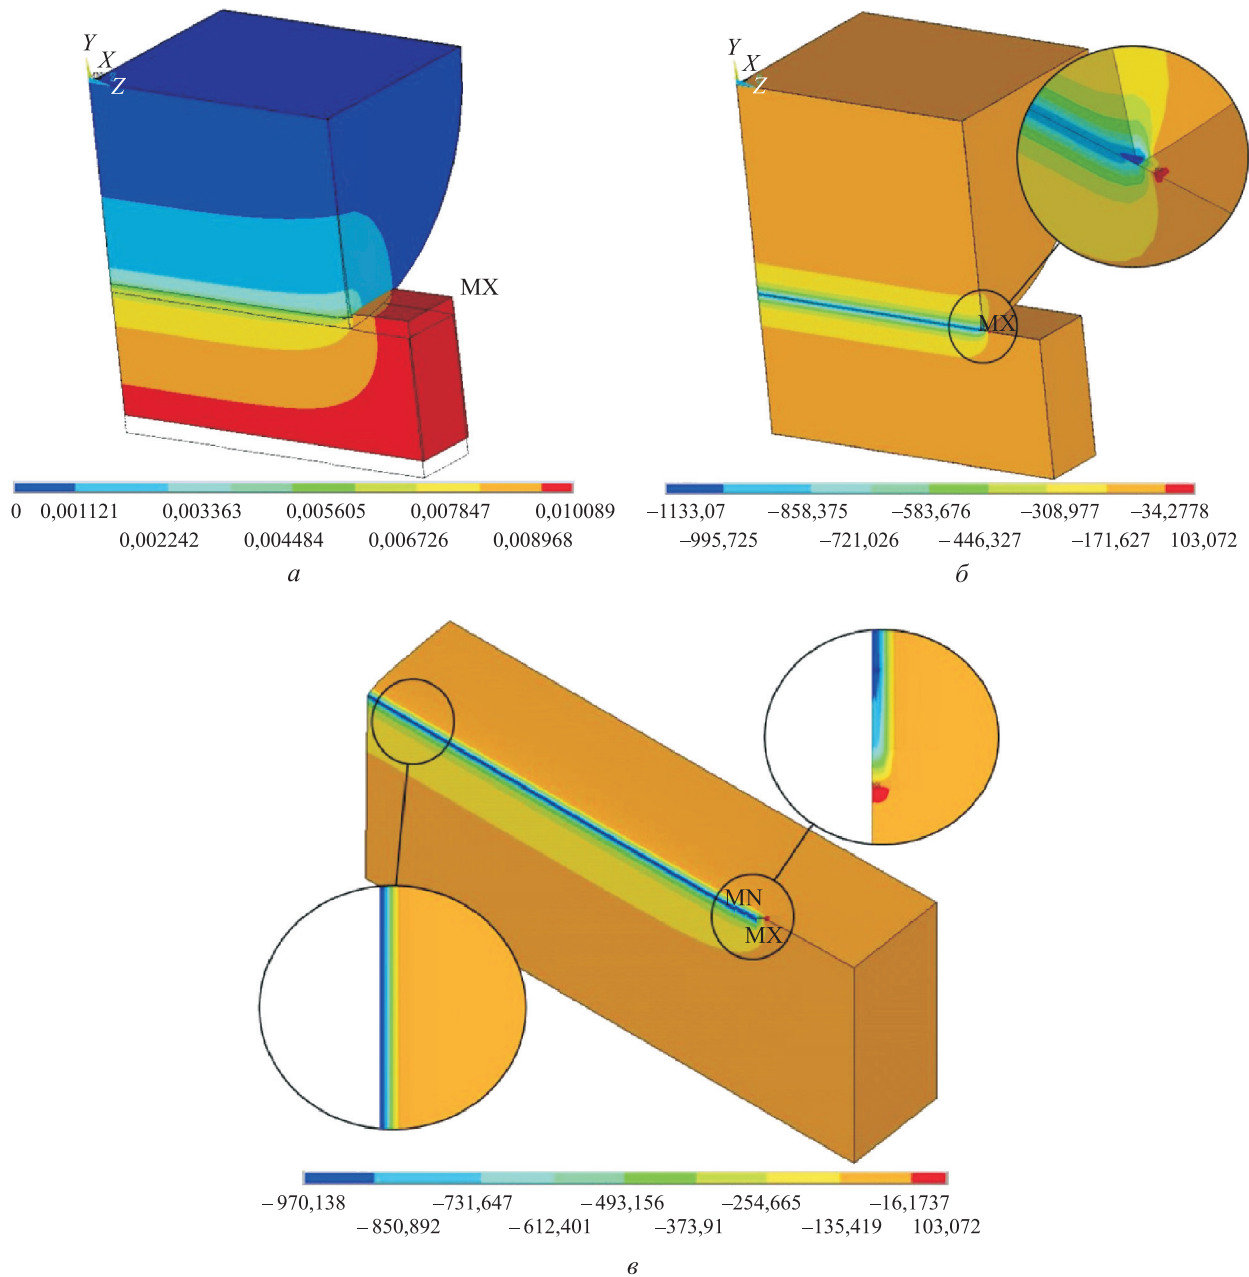 Y
X
Z
MX
0 0,001121 0,003363 0,005605 0,007847 0,010089
0,002242 0,004484 0,006726 0,008968
а
Y
X
Z
MX
−1133,07 −858,375 −583,676 −308,977 −34,2778
−995,725 −721,026 −446,327 −171,627 103,072
б
MN
MX
−970,138 −731,647 −493,156 −254,665 −16,1737
−850,892 −612,401 −373,91 −135,419 103,072
в